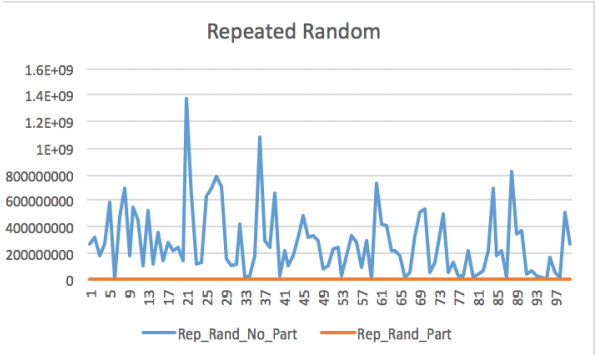 Repeated Random
1.6E+09
1.4E+09
1.2E+09
1E+09
800000000
600000000
400000000
200000000
0
1 5 9 13 17 21 25 29 33 37 41 45 49 53 57 61 65 69 73 77 81 85 89 93 97
Rep_Rand_No_Part Rep_Rand_Part